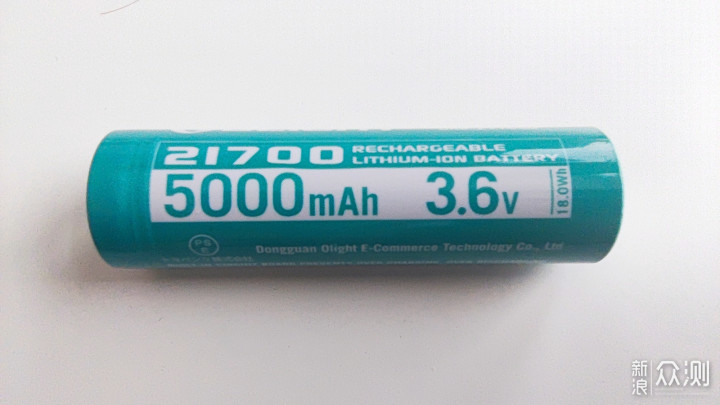 21700 RECHARGEABLE
LITHIUM-ION BATTERY
5000mAh 3.6V
18.0Wh
PS
E
Dongguan Olight E-Commerce Technology Co., Ltd
新浪 众测